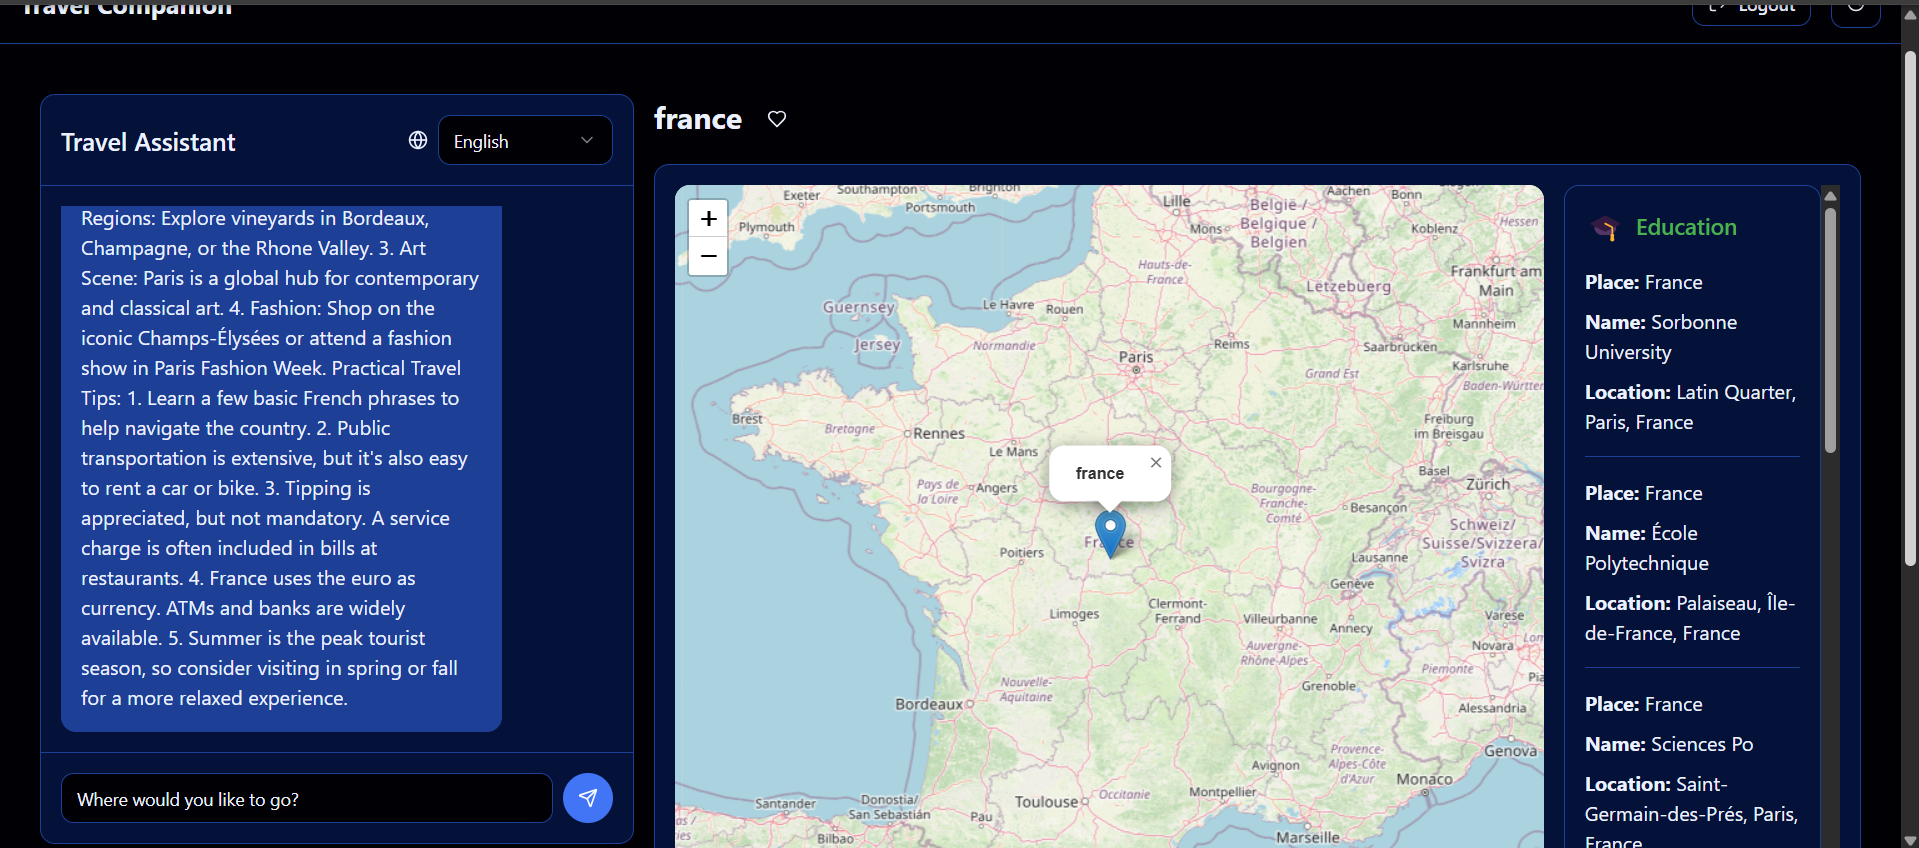 Travel Companion
Logout
Travel Assistant
English
Regions: Explore vineyards in Bordeaux,
Champagne, or the Rhone Valley. 3. Art
Scene: Paris is a global hub for contemporary
and classical art. 4. Fashion: Shop on the
iconic Champs-Élysées or attend a fashion
show in Paris Fashion Week. Practical Travel
Tips: 1. Learn a few basic French phrases to
help navigate the country. 2. Public
transportation is extensive, but it's also easy
to rent a car or bike. 3. Tipping is
appreciated, but not mandatory. A service
charge is often included in bills at
restaurants. 4. France uses the euro as
currency. ATMs and banks are widely
available. 5. Summer is the peak tourist
season, so consider visiting in spring or fall
for a more relaxed experience.
Where would you like to go?
france
+
−
Exeter
Southampton
Brighton
Plymouth
Portsmouth
Lille
Mons
België /
Belgique /
Belgien
Aachen
Bonn
Koblenz
Hessen
Hauts-de-
France
Frankfurt am
Main
Lëtzebuerg
Guernsey
Le Havre
Rouen
Mannheim
Jersey
Normandie
Reims
Saarbrücken
Paris
Karlsruhe
Grand Est
Brest
Bretagne
Rennes
Le Mans
Freiburg
im Breisgau
france
×
Basel
Zürich
Pays de
la Loire
Angers
Bourgogne-
Franche-
Comté
Besançon
Schweiz/
Suisse/Svizzera/
Svizra
France
Poitiers
Lausanne
Genève
Limoges
Clermont-
Ferrand
Villeurbanne
Annecy
Varese
Auvergne-
Rhône-Alpes
Novara
Piemonte
Nouvelle-
Aquitaine
Grenoble
Bordeaux
Alessandria
Genova
Provence-
Alpes-Côte
d'Azur
Avignon
Monaco
Santander
Donostia/
San Sebastián
Toulouse
Occitanie
Montpellier
Pau
Bilbao
Marseille
Education
Place: France
Name: Sorbonne
University
Location: Latin Quarter,
Paris, France
Place: France
Name: École
Polytechnique
Location: Palaiseau, Île-
de-France, France
Place: France
Name: Sciences Po
Location: Saint-
Germain-des-Prés, Paris,
France